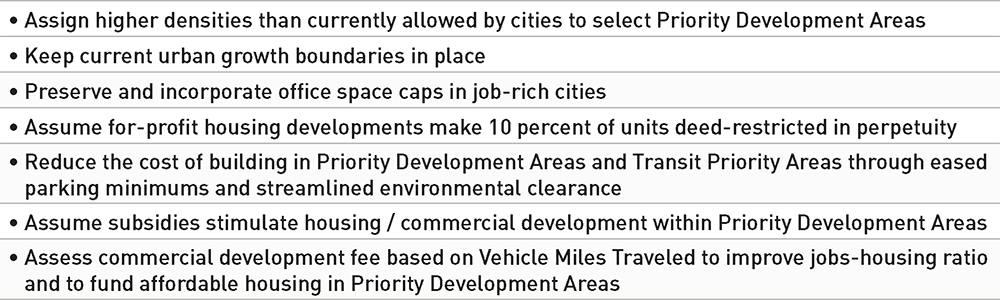 • Assign higher densities than currently allowed by cities to select Priority Development Areas
• Keep current urban growth boundaries in place
• Preserve and incorporate office space caps in job-rich cities
• Assume for-profit housing developments make 10 percent of units deed-restricted in perpetuity
• Reduce the cost of building in Priority Development Areas and Transit Priority Areas through eased
parking minimums and streamlined environmental clearance
• Assume subsidies stimulate housing / commercial development within Priority Development Areas
• Assess commercial development fee based on Vehicle Miles Traveled to improve jobs-housing ratio
and to fund affordable housing in Priority Development Areas